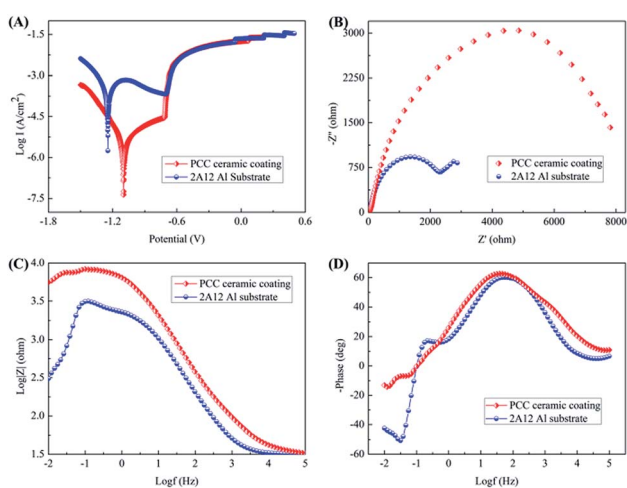 (A)
-1.5
-3.0
-4.5
-6.0
-7.5
Log I (A/cm²)
PCC ceramic coating
2A12 Al Substrate
-1.8 -1.2 -0.6 0.0 0.6
Potential (V)
(B)
3000
2250
1500
750
0
-Z'' (ohm)
PCC ceramic coating
2A12 Al substrate
0 2000 4000 6000 8000
Z' (ohm)
(C)
4.0
3.5
3.0
2.5
2.0
1.5
Log|Z| (ohm)
PCC ceramic coating
2A12 Al substrate
-2 -1 0 1 2 3 4 5
Logf (Hz)
(D)
-60
-40
-20
0
20
40
-60
-Phase (deg)
PCC ceramic coating
2A12 Al substrate
-2 -1 0 1 2 3 4 5
Logf (Hz)